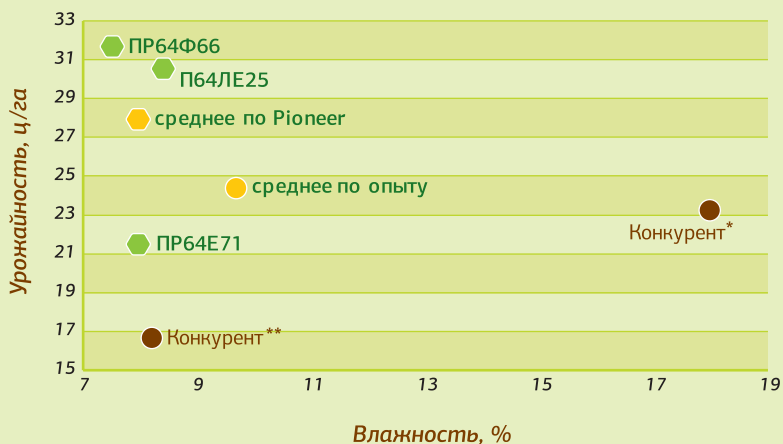 Урожайность, ц/га
33
31
29
27
25
23
21
19
17
15
ПР64Ф66
П64ЛЕ25
среднее по Pioneer
среднее по опыту
Конкурент*
ПР64Е71
Конкурент**
7 9 11 13 15 17 19
Влажность, %